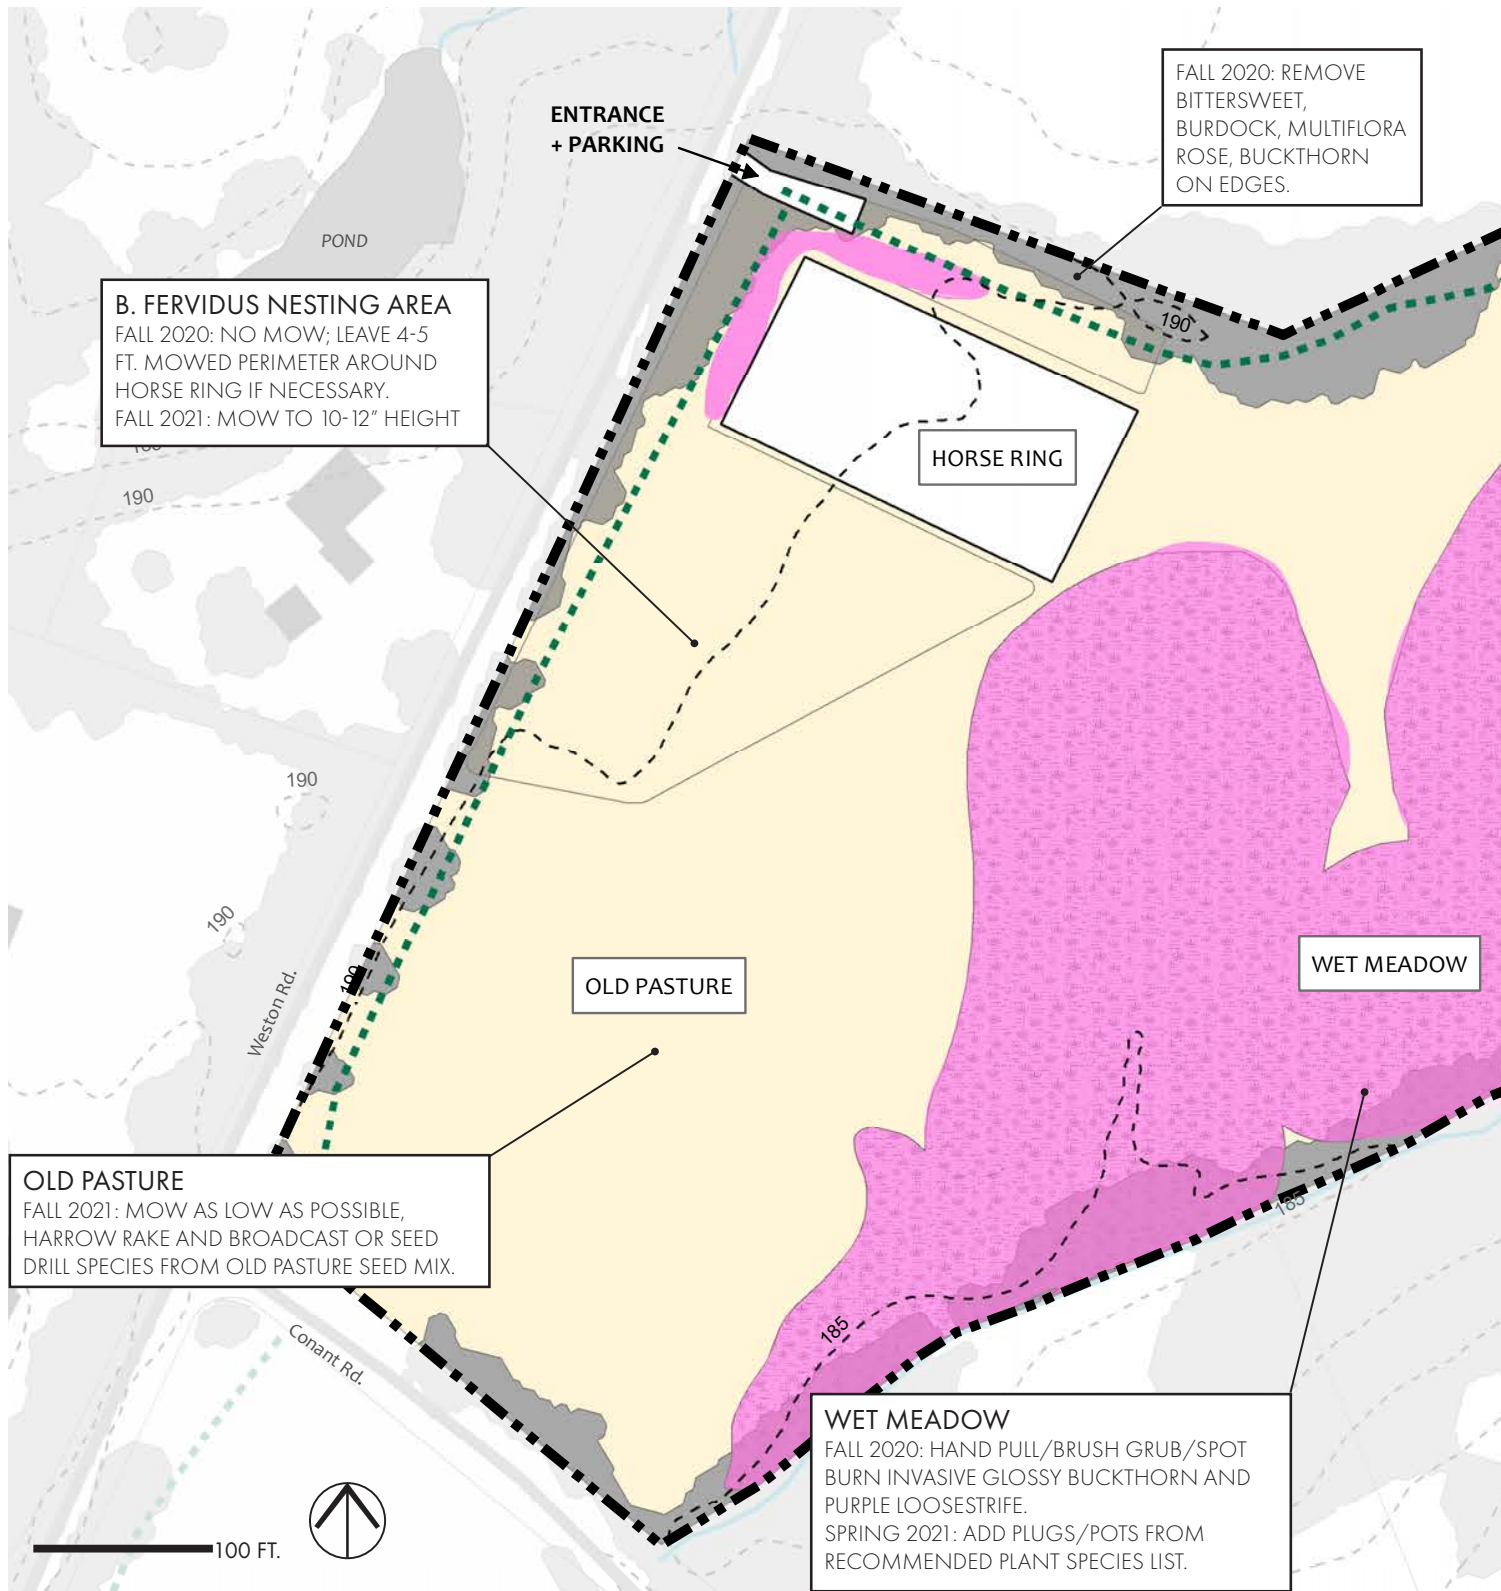 FALL 2020: REMOVE
BITTERSWEET,
BURDOCK, MULTIFLORA
ROSE, BUCKTHORN
ON EDGES.
ENTRANCE
+ PARKING
POND
B. FERVIDUS NESTING AREA
FALL 2020: NO MOW; LEAVE 4-5
FT. MOWED PERIMETER AROUND
HORSE RING IF NECESSARY.
FALL 2021: MOW TO 10-12" HEIGHT
190
HORSE RING
190
190
190
190
Weston Rd.
OLD PASTURE
WET MEADOW
OLD PASTURE
FALL 2021: MOW AS LOW AS POSSIBLE,
HARROW RAKE AND BROADCAST OR SEED
DRILL SPECIES FROM OLD PASTURE SEED MIX.
185
185
Conant Rd.
WET MEADOW
FALL 2020: HAND PULL/BRUSH GRUB/SPOT
BURN INVASIVE GLOSSY BUCKTHORN AND
PURPLE LOOSESTRIFE.
SPRING 2021: ADD PLUGS/POTS FROM
RECOMMENDED PLANT SPECIES LIST.
100 FT.